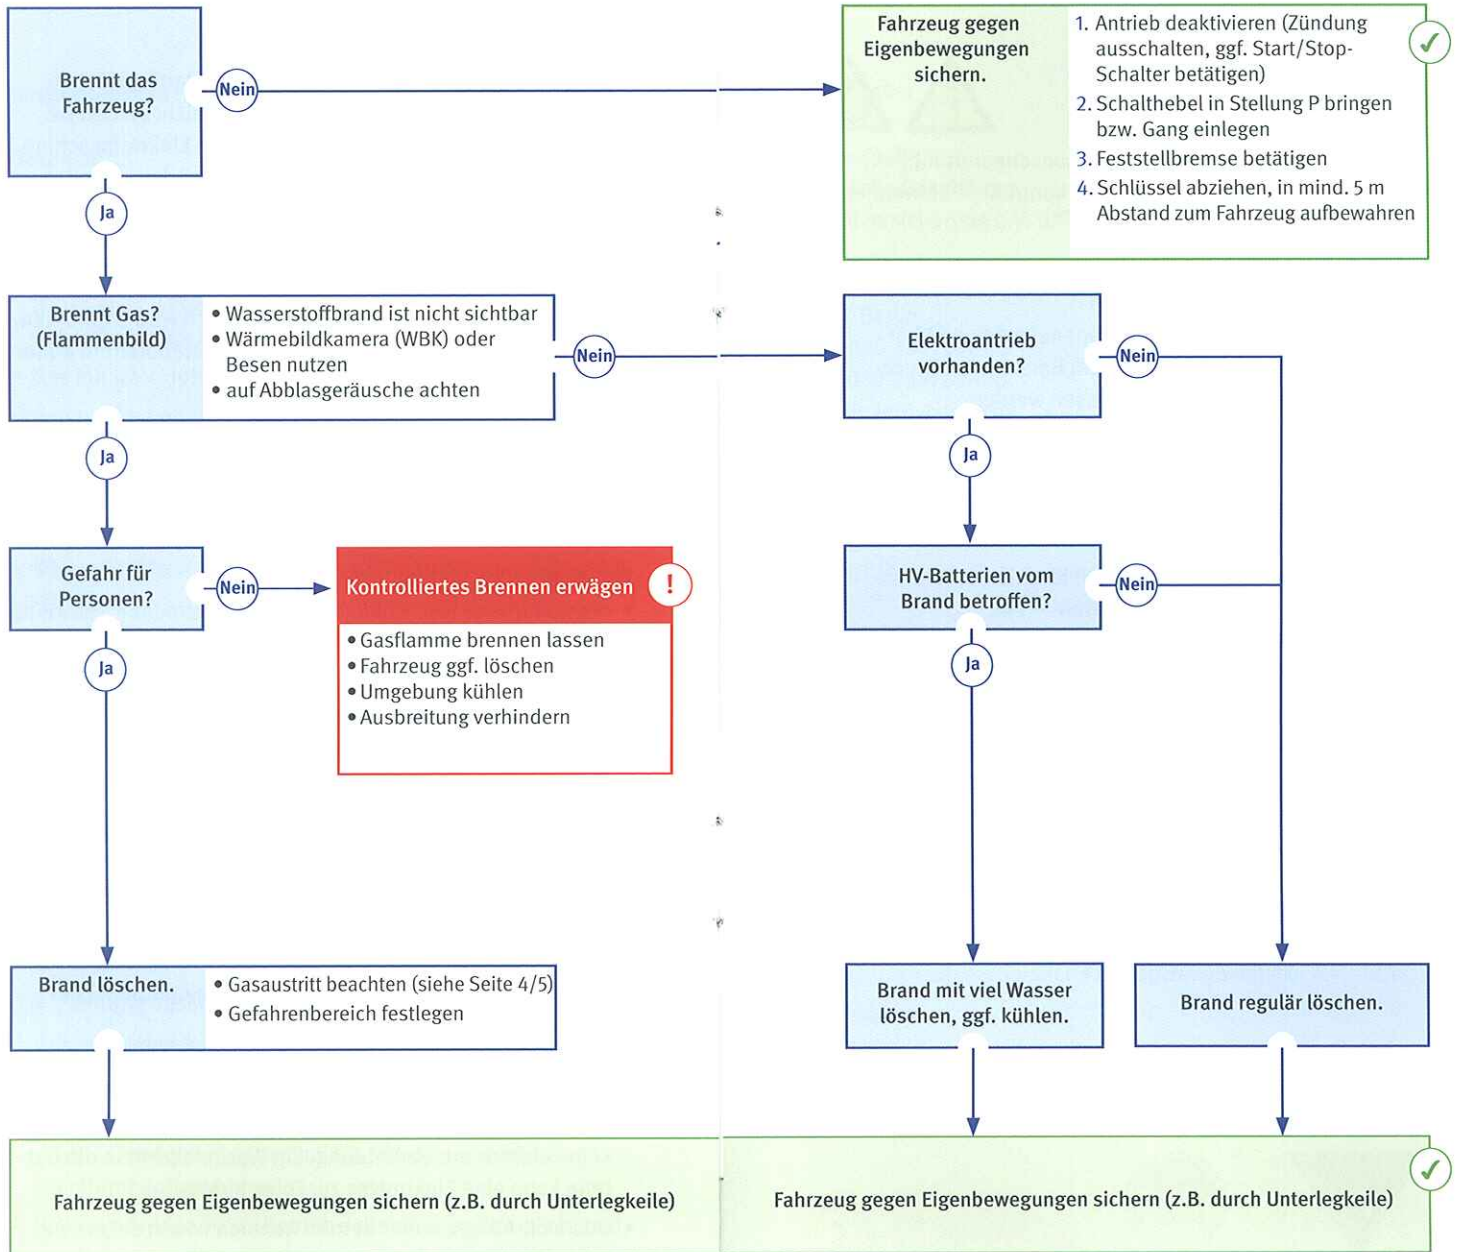 Brennt das
Fahrzeug?
Nein
Fahrzeug gegen
Eigenbewegungen
sichern.
1. Antrieb deaktivieren (Zündung
ausschalten, ggf. Start/Stop-
Schalter betätigen)
2. Schalthebel in Stellung P bringen
bzw. Gang einlegen
3. Feststellbremse betätigen
4. Schlüssel abziehen, in mind. 5 m
Abstand zum Fahrzeug aufbewahren
Ja
Brennt Gas?
(Flammenbild)
• Wasserstoffbrand ist nicht sichtbar
• Wärmebildkamera (WBK) oder
Besen nutzen
• auf Abblasgeräusche achten
Nein
Elektroantrieb
vorhanden?
Nein
Ja
Ja
Gefahr für
Personen?
Nein
Kontrolliertes Brennen erwägen
!
• Gasflamme brennen lassen
• Fahrzeug ggf. löschen
• Umgebung kühlen
• Ausbreitung verhindern
HV-Batterien vom
Brand betroffen?
Nein
Ja
Ja
Brand löschen.
• Gasaustritt beachten (siehe Seite 4/5)
• Gefahrenbereich festlegen
Brand mit viel Wasser
löschen, ggf. kühlen.
Brand regulär löschen.
Fahrzeug gegen Eigenbewegungen sichern (z.B. durch Unterlegkeile)
Fahrzeug gegen Eigenbewegungen sichern (z.B. durch Unterlegkeile)